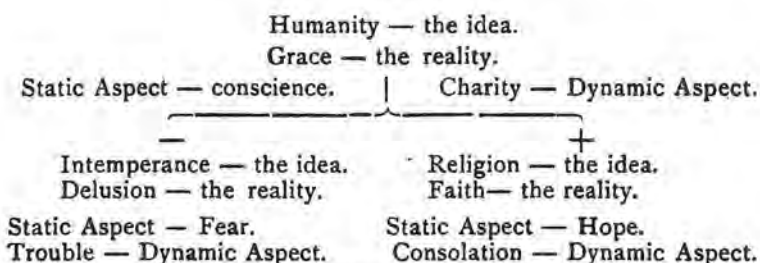 Humanity — the idea.
Grace — the reality.
Static Aspect — conscience. | Charity — Dynamic Aspect.
— +
Intemperance — the idea. Religion — the idea.
Delusion — the reality. Faith— the reality.
Static Aspect — Fear. Static Aspect — Hope.
Trouble — Dynamic Aspect. Consolation — Dynamic Aspect.